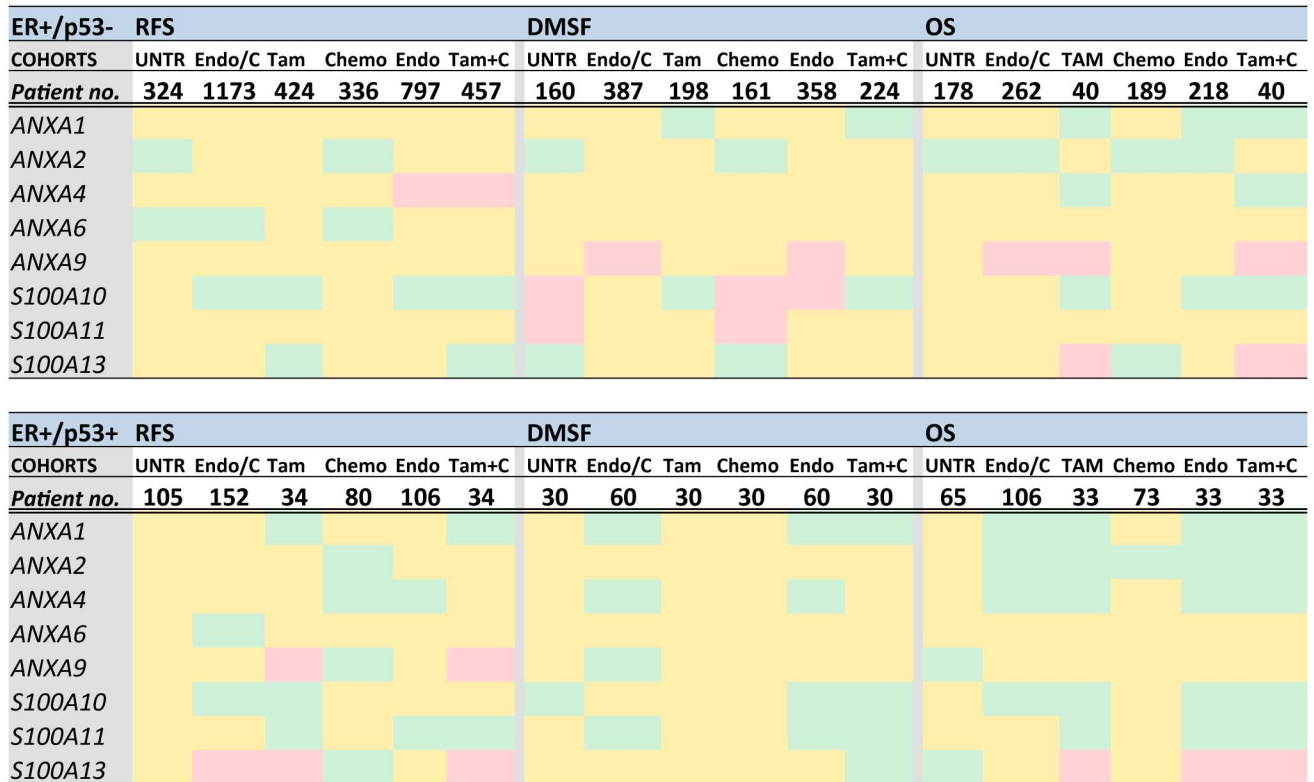 ER+/p53- RFS DMSF OS
COHORTS UNTR Endo/C Tam Chemo Endo Tam+C UNTR Endo/C Tam Chemo Endo Tam+C UNTR Endo/C TAM Chemo Endo Tam+C
Patient no. 324 1173 424 336 797 457 160 387 198 161 358 224 178 262 40 189 218 40
ANXA1
ANXA2
ANXA4
ANXA6
ANXA9
S100A10
S100A11
S100A13
ER+/p53+ RFS DMSF OS
COHORTS UNTR Endo/C Tam Chemo Endo Tam+C UNTR Endo/C Tam Chemo Endo Tam+C UNTR Endo/C TAM Chemo Endo Tam+C
Patient no. 105 152 34 80 106 34 30 60 30 30 60 30 65 106 33 73 33 33
ANXA1
ANXA2
ANXA4
ANXA6
ANXA9
S100A10
S100A11
S100A13